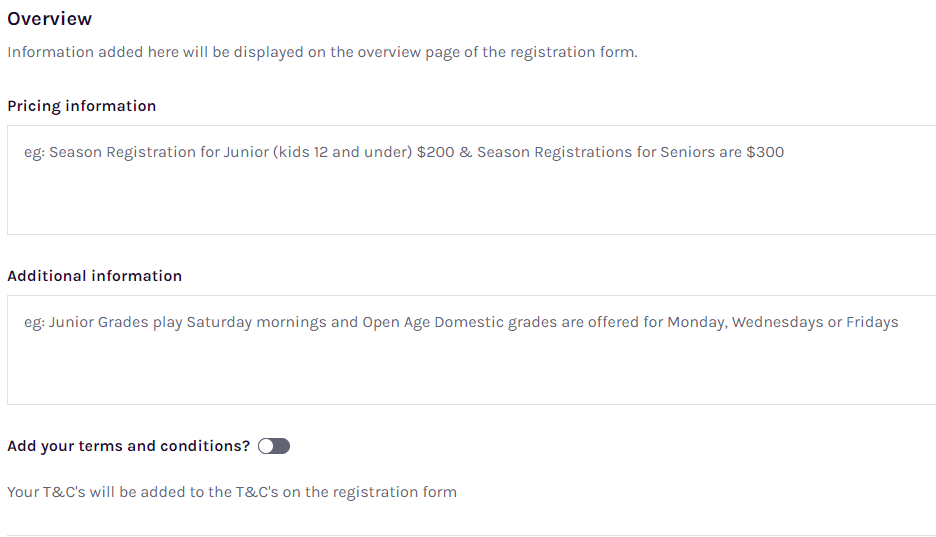 Overview
Information added here will be displayed on the overview page of the registration form.
Pricing information
eg: Season Registration for Junior (kids 12 and under) $200 & Season Registrations for Seniors are $300
Additional information
eg: Junior Grades play Saturday mornings and Open Age Domestic grades are offered for Monday, Wednesdays or Fridays
Add your terms and conditions?
Your T&C's will be added to the T&C's on the registration form